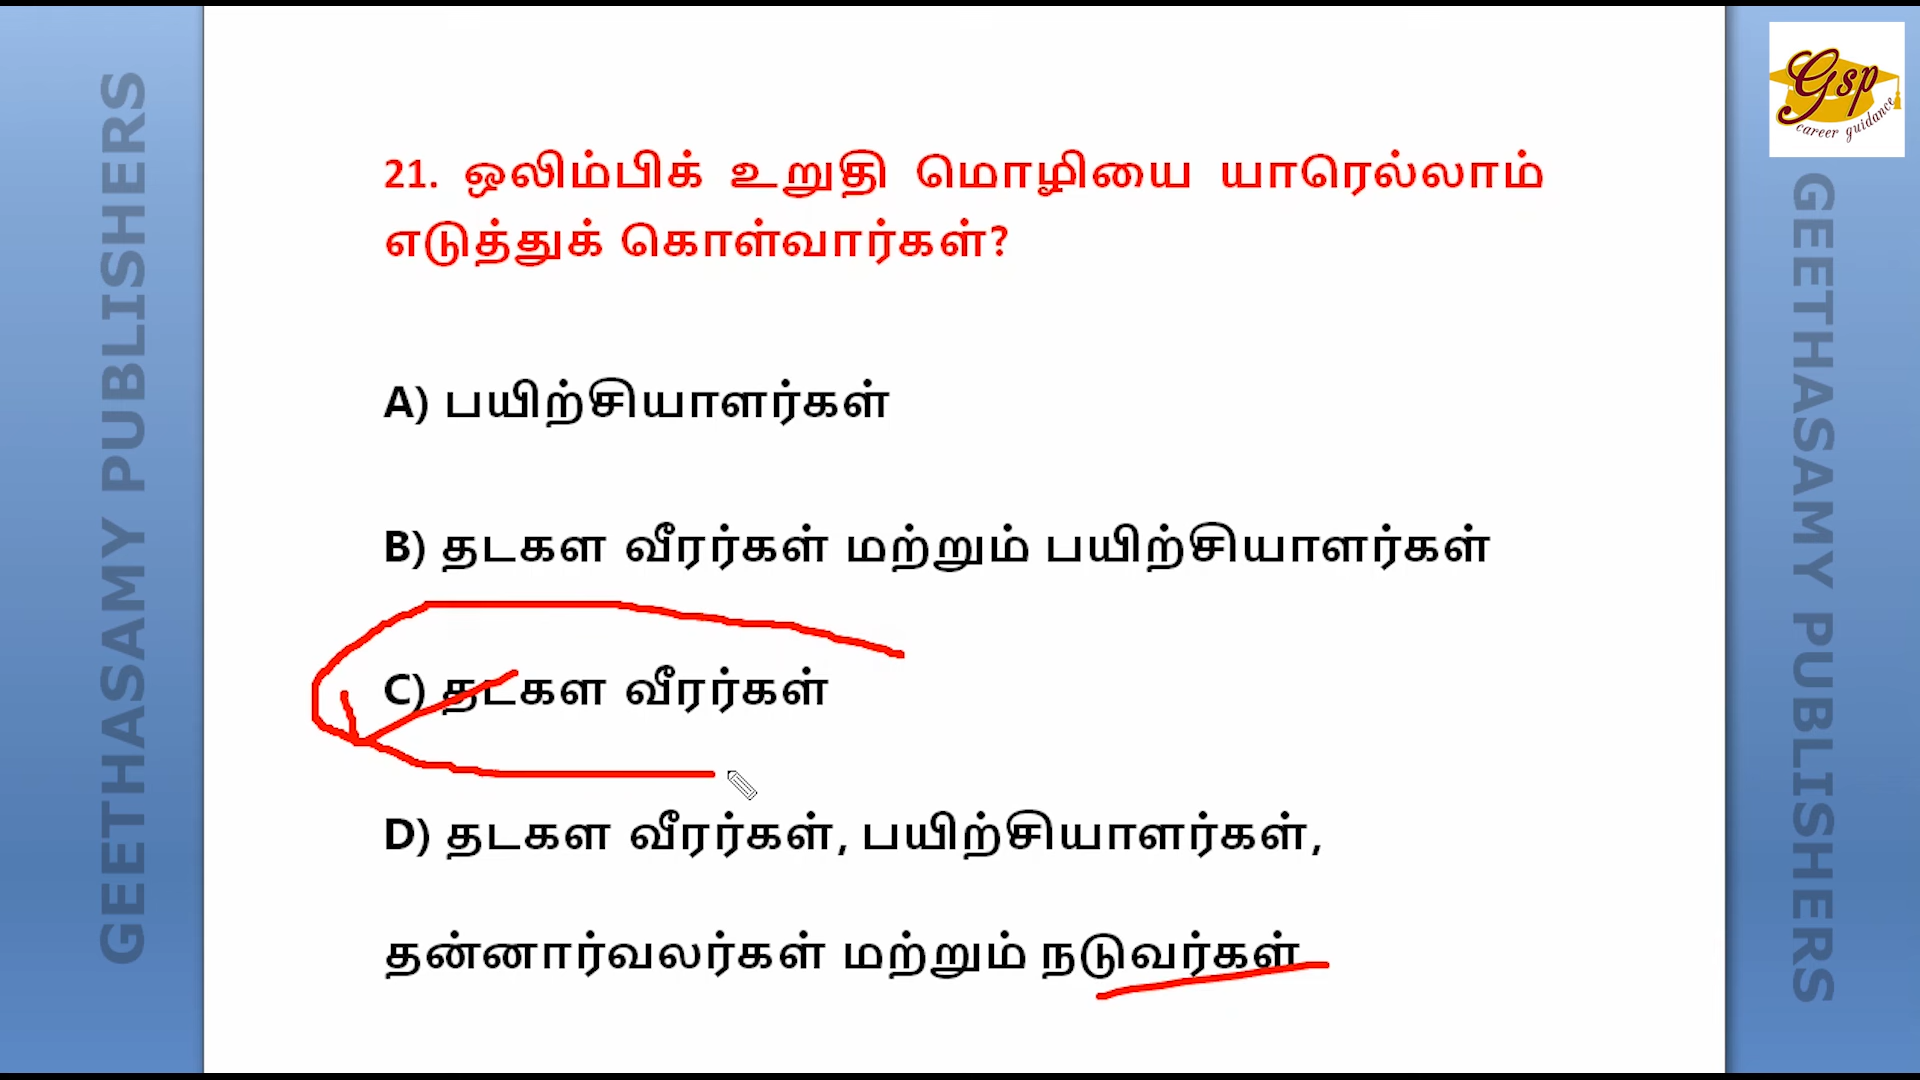 GEETHASAMY PUBLISHERS
Gsp
career guidance
21. ஒலிம்பிக் உறுதி மொழியை யாரெல்லாம்
எடுத்துக் கொள்வார்கள்?
A) பயிற்சியாளர்கள்
B) தடகள வீரர்கள் மற்றும் பயிற்சியாளர்கள்
C) தடகள வீரர்கள்
D) தடகள வீரர்கள், பயிற்சியாளர்கள்,
தன்னார்வலர்கள் மற்றும் நடுவர்கள்
GEETHASAMY PUBLISHERS